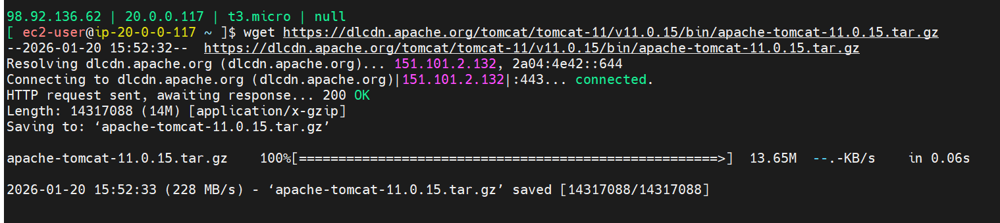 98.92.136.62 | 20.0.0.117 | t3.micro | null
[ ec2-user@ip-20-0-0-117 ~ ]$ wget https://dlcdn.apache.org/tomcat/tomcat-11/v11.0.15/bin/apache-tomcat-11.0.15.tar.gz
--2026-01-20 15:52:32--  https://dlcdn.apache.org/tomcat/tomcat-11/v11.0.15/bin/apache-tomcat-11.0.15.tar.gz
Resolving dlcdn.apache.org (dlcdn.apache.org)... 151.101.2.132, 2a04:4e42::644
Connecting to dlcdn.apache.org (dlcdn.apache.org)|151.101.2.132|:443... connected.
HTTP request sent, awaiting response... 200 OK
Length: 14317088 (14M) [application/x-gzip]
Saving to: ‘apache-tomcat-11.0.15.tar.gz’
apache-tomcat-11.0.15.tar.gz    100%[=====================================================>]  13.65M  --.-KB/s    in 0.06s
2026-01-20 15:52:33 (228 MB/s) - ‘apache-tomcat-11.0.15.tar.gz’ saved [14317088/14317088]